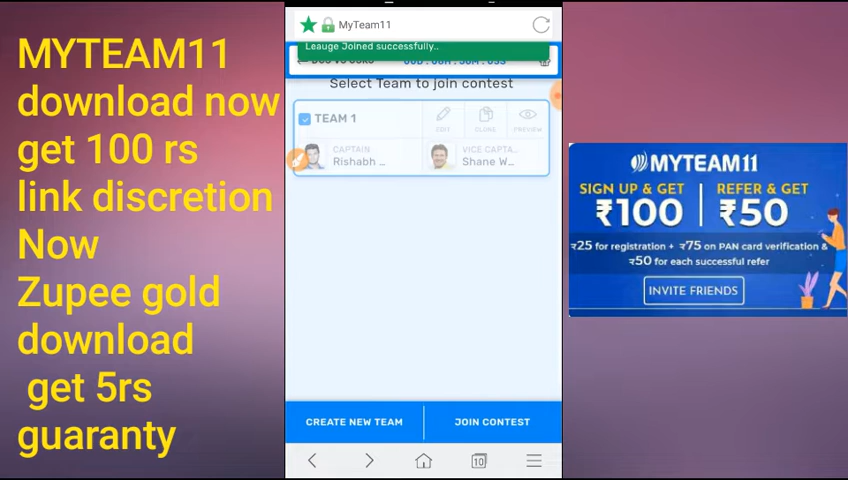 MYTEAM11
download now
get 100 rs
link discretion
Now
Zupee gold
download
get 5rs
guaranty
MyTeam11
Leauge Joined successfully..
Select Team to join contest
TEAM 1
EDIT
CLONE
PREVIEW
CAPTAIN
Rishabh ...
VICE CAPTA...
Shane W...
CREATE NEW TEAM
JOIN CONTEST
10
MYTEAM11
SIGN UP & GET
₹100
REFER & GET
₹50
₹25 for registration + ₹75 on PAN card verification &
₹50 for each successful refer
INVITE FRIENDS